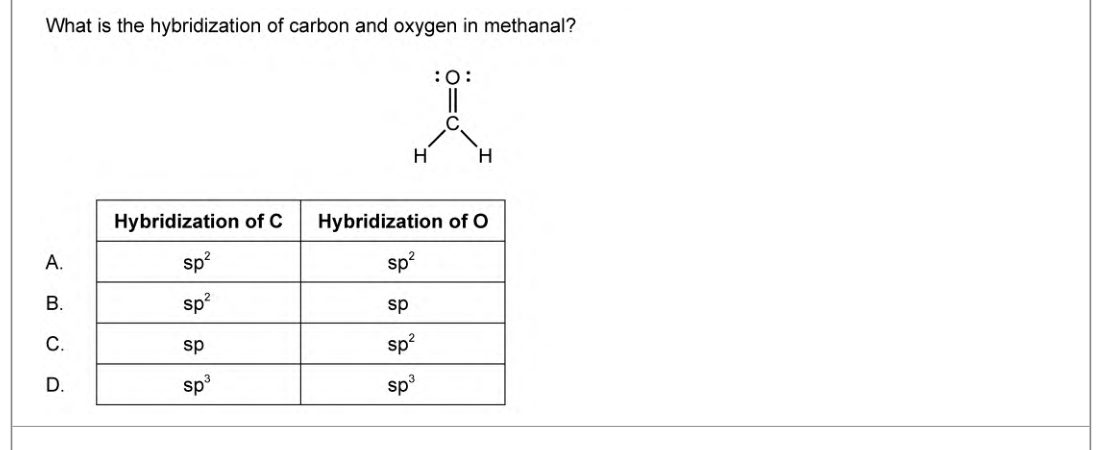 What is the hybridization of carbon and oxygen in methanal?
:O:
C
H H
Hybridization of C Hybridization of O
A. sp² sp²
B. sp² sp
C. sp sp²
D. sp³ sp³